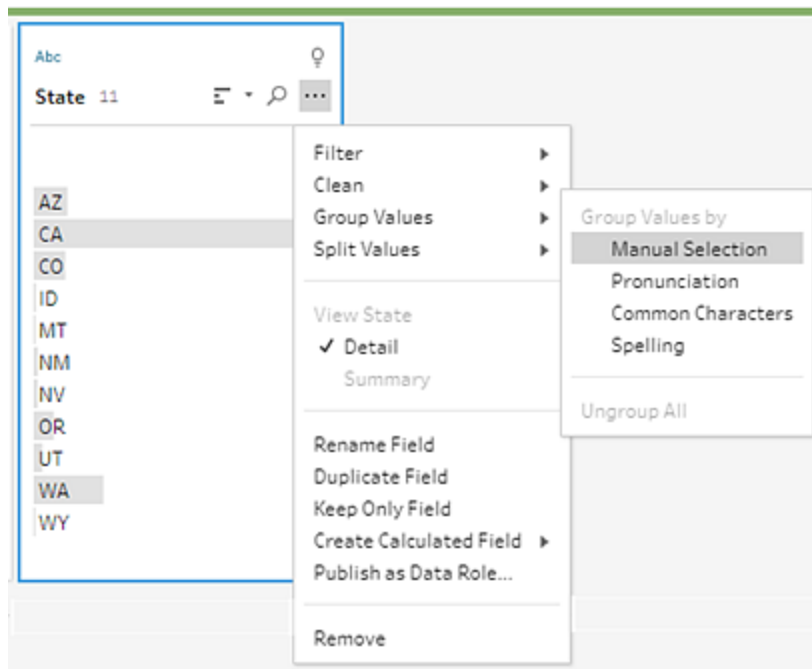 Abc
State 11
AZ
CA
CO
ID
MT
NM
NV
OR
UT
WA
WY
Filter
Clean
Group Values
Split Values
View State
✓ Detail
Summary
Rename Field
Duplicate Field
Keep Only Field
Create Calculated Field
Publish as Data Role...
Remove
Group Values by
Manual Selection
Pronunciation
Common Characters
Spelling
Ungroup All